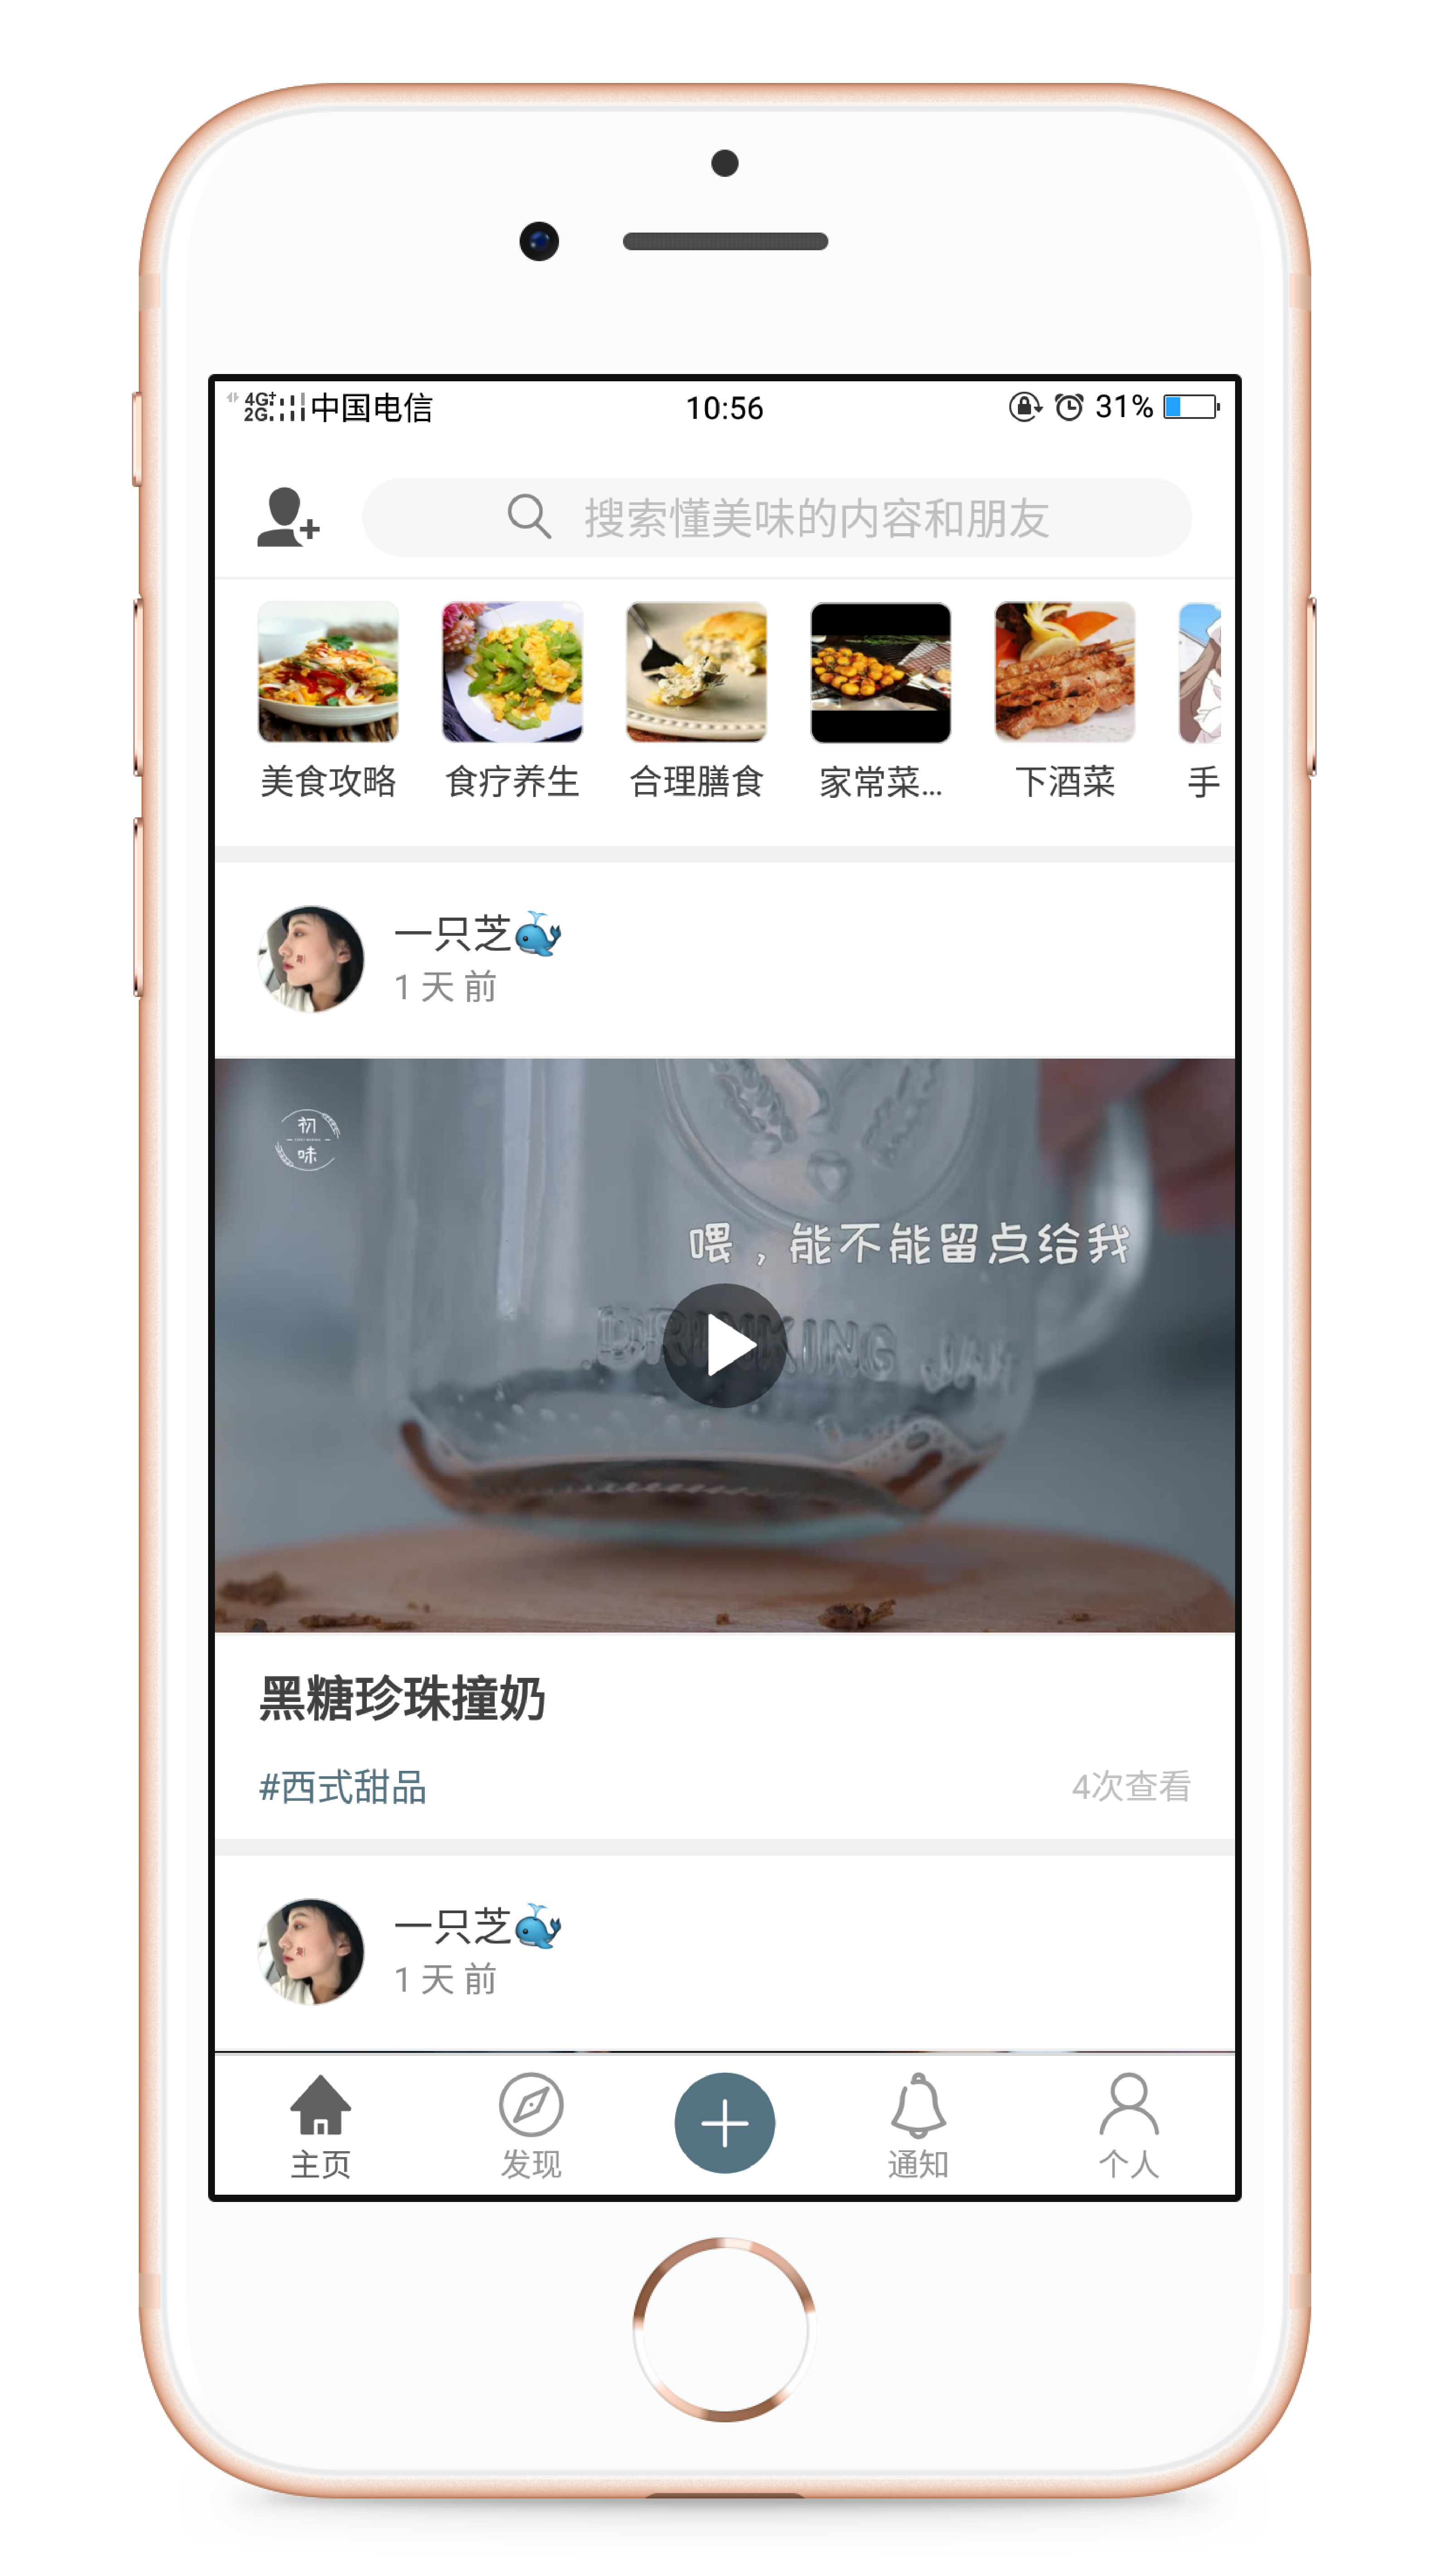 4G+ 2G 中国电信 10:56 31%
搜索懂美味的内容和朋友
美食攻略 食疗养生 合理膳食 家常菜... 下酒菜 手
一只芝🐳
1 天 前
初味
喂，能不能留点给我
DRINKING JAR
黑糖珍珠撞奶
#西式甜品 4次查看
一只芝🐳
1 天 前
主页 发现 通知 个人